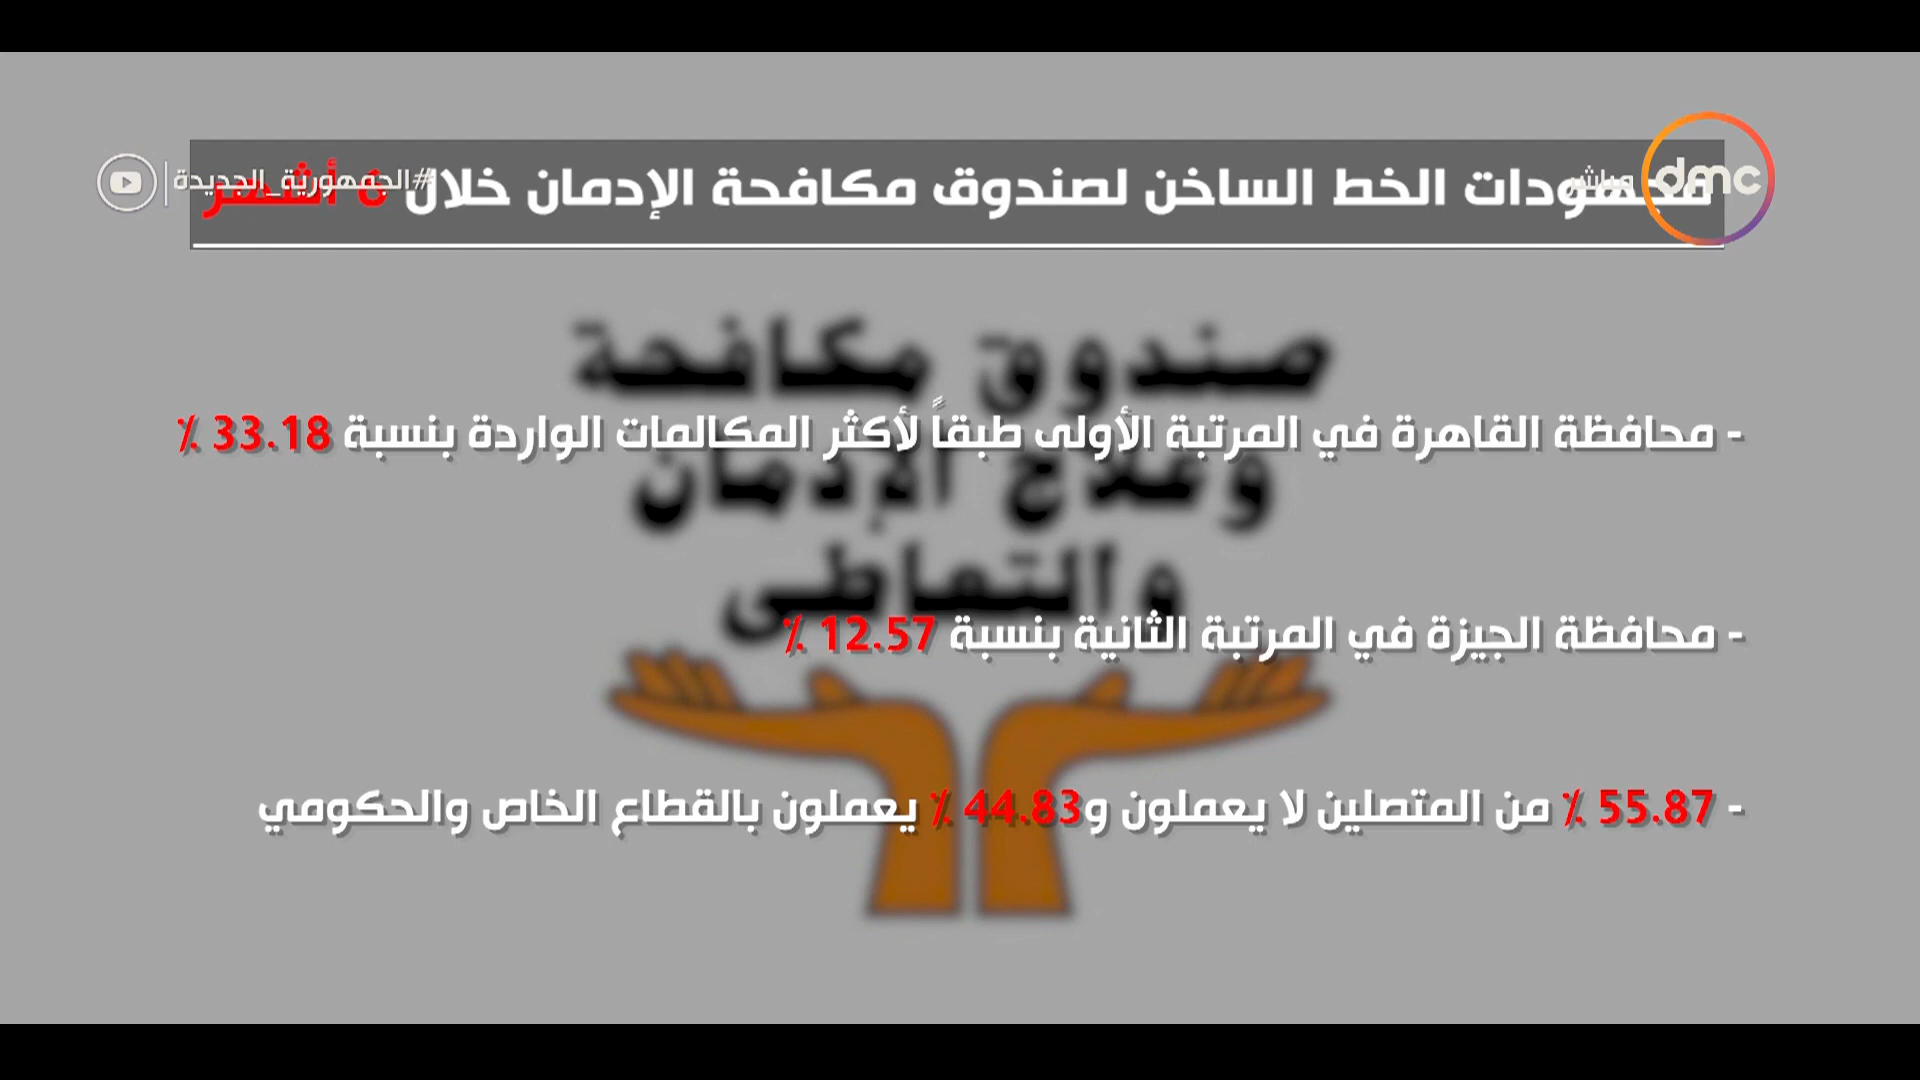 مجهودات الخط الساخن لصندوق مكافحة الإدمان خلال 6 أشهر
dmc
مباشر
#الجمهورية_الجديدة
صندوق مكافحة
- محافظة القاهرة في المرتبة الأولى طبقاً لأكثر المكالمات الواردة بنسبة 33.18 ٪
وعلاج الإدمان
والتعاطى
- محافظة الجيزة في المرتبة الثانية بنسبة 12.57 ٪
- 55.87 ٪ من المتصلين لا يعملون و44.83 ٪ يعملون بالقطاع الخاص والحكومي